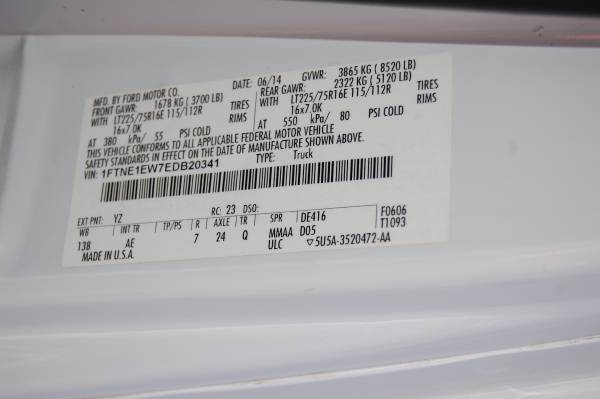 MFD. BY FORD MOTOR CO. DATE: 06/14 GVWR: 3865 KG ( 8520 LB)
FRONT GAWR: 1678 KG ( 3700 LB) REAR GAWR: 2322 KG ( 5120 LB)
WITH LT225/75R16E 115/112R TIRES WITH LT225/75R16E 115/112R TIRES
16x7.0K RIMS 16x7.0K RIMS
AT 380 kPa/ 55 PSI COLD AT 550 kPa/ 80 PSI COLD
THIS VEHICLE CONFORMS TO ALL APPLICABLE FEDERAL MOTOR VEHICLE
SAFETY STANDARDS IN EFFECT ON THE DATE OF MANUFACTURE SHOWN ABOVE.
VIN: 1FTNE1EW7EDB20341 TYPE: Truck
EXT PNT: YZ RC: 23 DSO: F0606
WB INT TR TP/PS R AXLE TR SPR DE416 T1093
138 AE 7 24 Q MMAA D05
MADE IN U.S.A. ULC ▽5U5A-3520472-AA